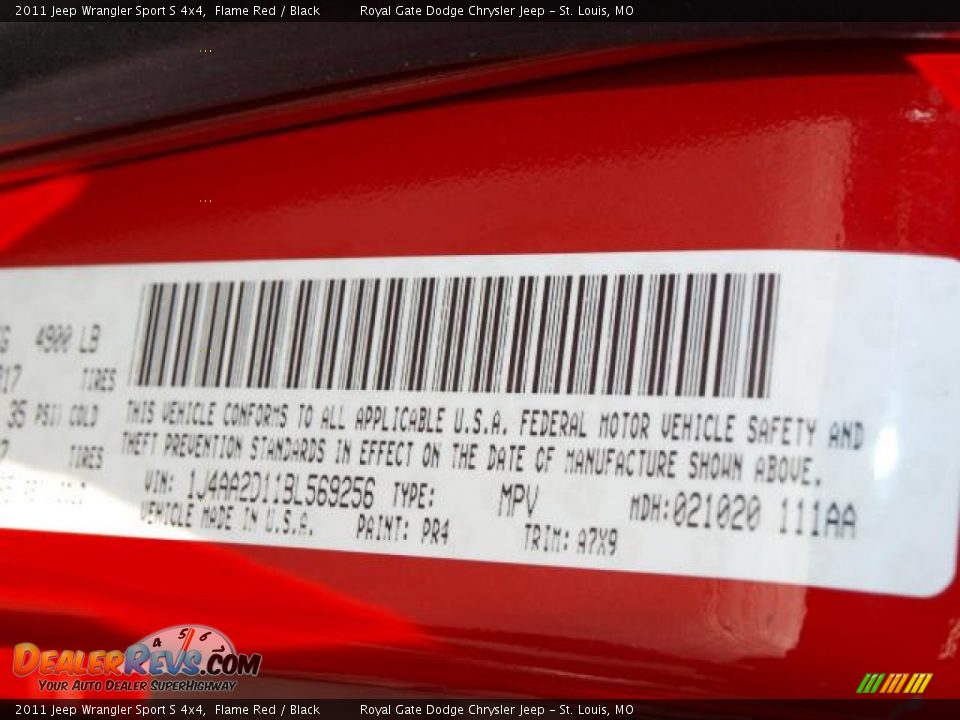 2011 Jeep Wrangler Sport S 4x4,  Flame Red / Black          Royal Gate Dodge Chrysler Jeep - St. Louis, MO
...
...
4900 LB
TIRES
35 PSI) COLD
TIRES
THIS VEHICLE CONFORMS TO ALL APPLICABLE U.S.A. FEDERAL MOTOR VEHICLE SAFETY AND
THEFT PREVENTION STANDARDS IN EFFECT ON THE DATE OF MANUFACTURE SHOWN ABOVE.
VIN: 1J4AA2D11BL569256 TYPE: MPV MDH:021020 111AA
VEHICLE MADE IN U.S.A. PAINT: PR4 TRIM: A7X9
4 5 6
DealerRevs.com
Your Auto Dealer SuperHighway
2011 Jeep Wrangler Sport S 4x4,  Flame Red / Black          Royal Gate Dodge Chrysler Jeep - St. Louis, MO